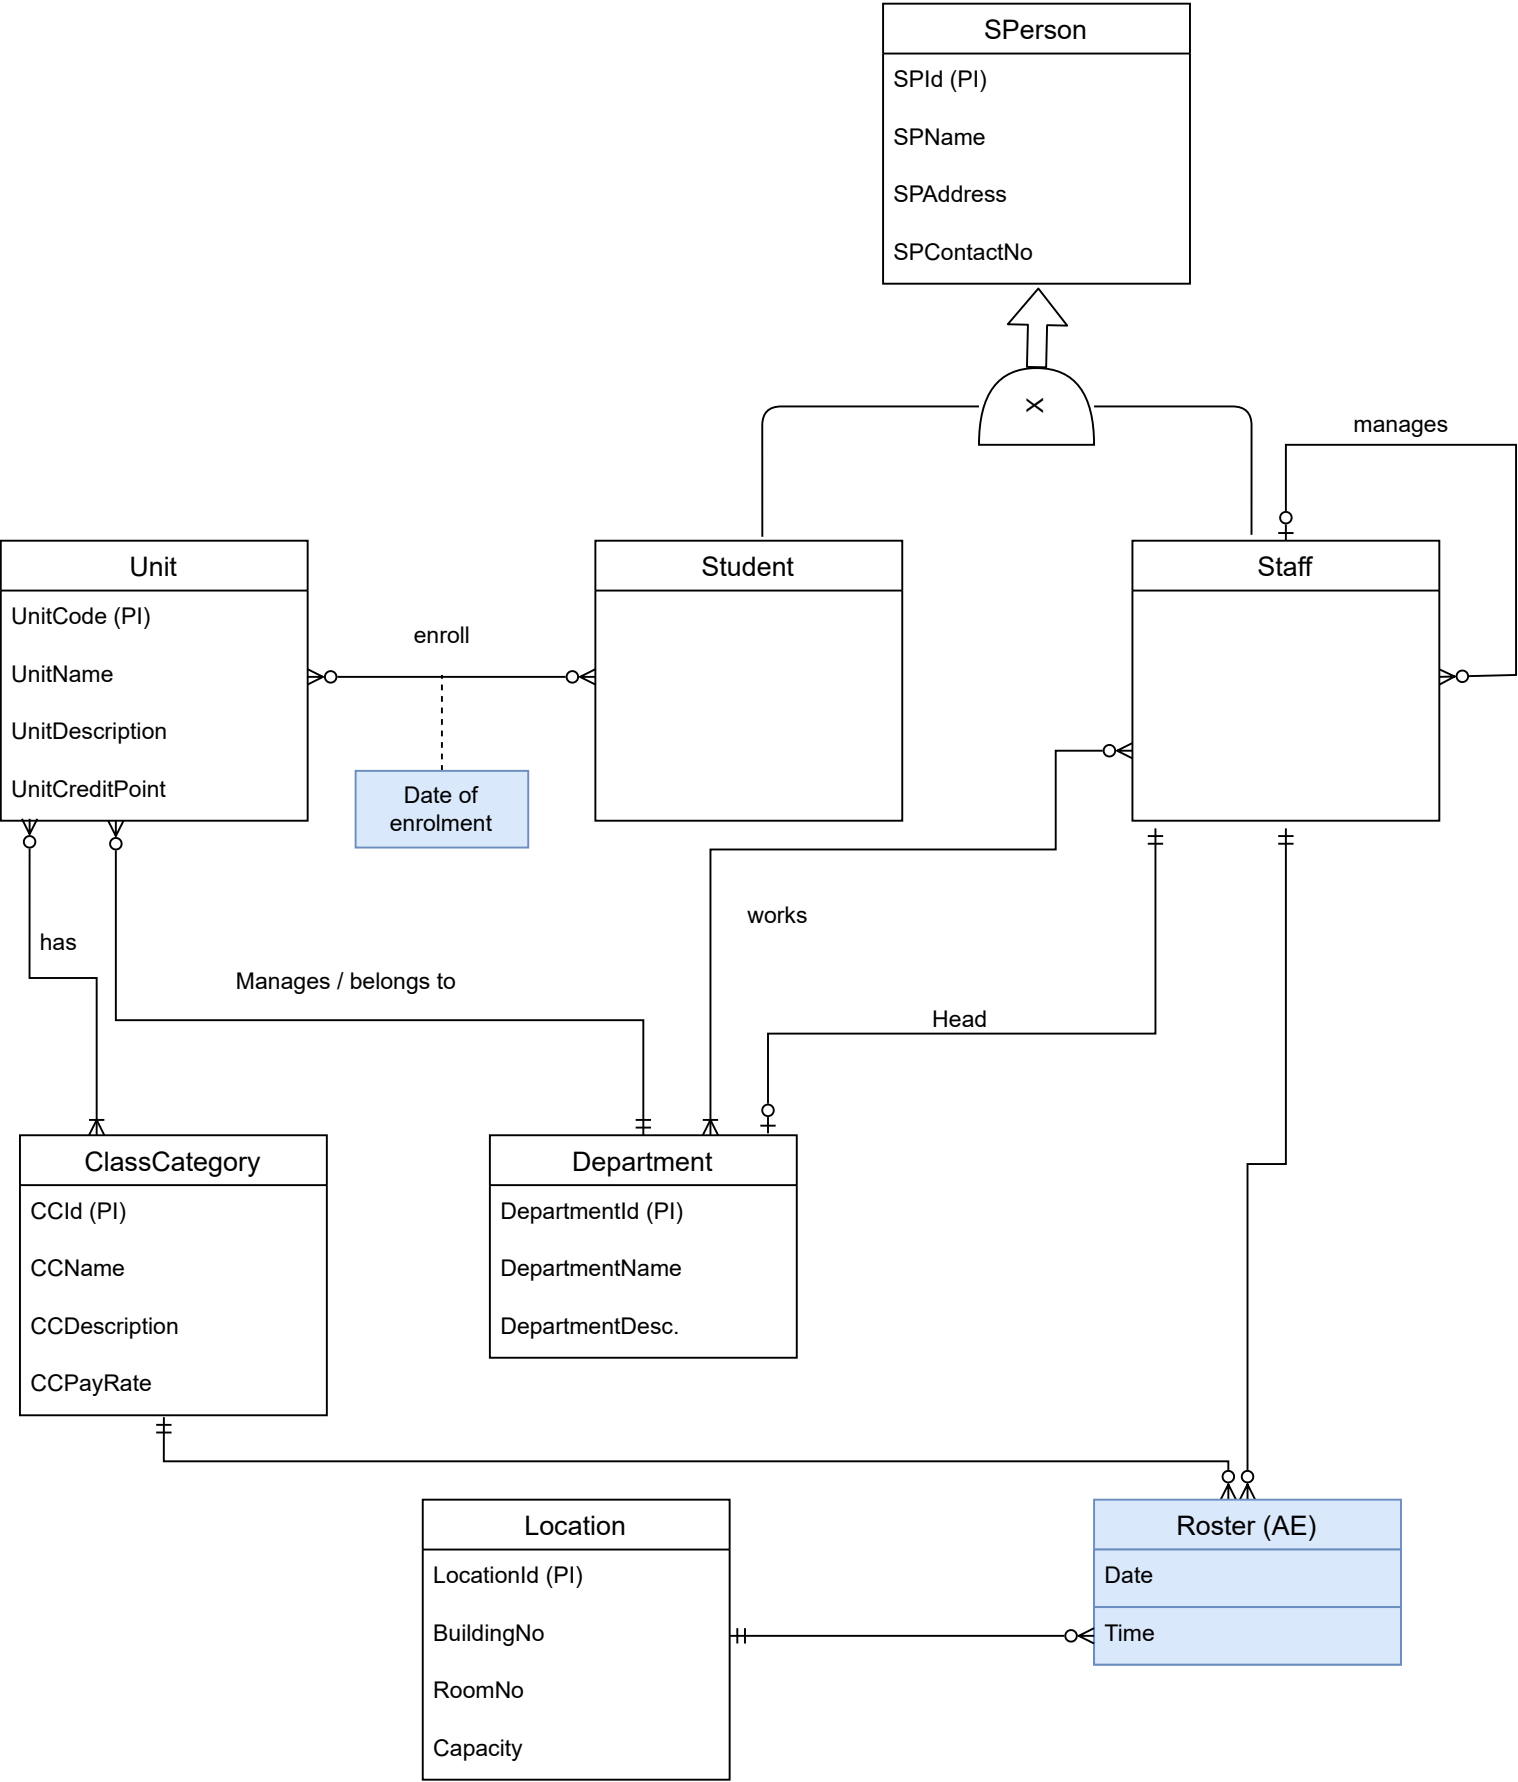 SPerson
SPId (PI)
SPName
SPAddress
SPContactNo
X
manages
Unit
UnitCode (PI)
UnitName
UnitDescription
UnitCreditPoint
enroll
Date of
enrolment
Student
Staff
has
Manages / belongs to
works
Head
ClassCategory
CCId (PI)
CCName
CCDescription
CCPayRate
Department
DepartmentId (PI)
DepartmentName
DepartmentDesc.
Location
LocationId (PI)
BuildingNo
RoomNo
Capacity
Roster (AE)
Date
Time